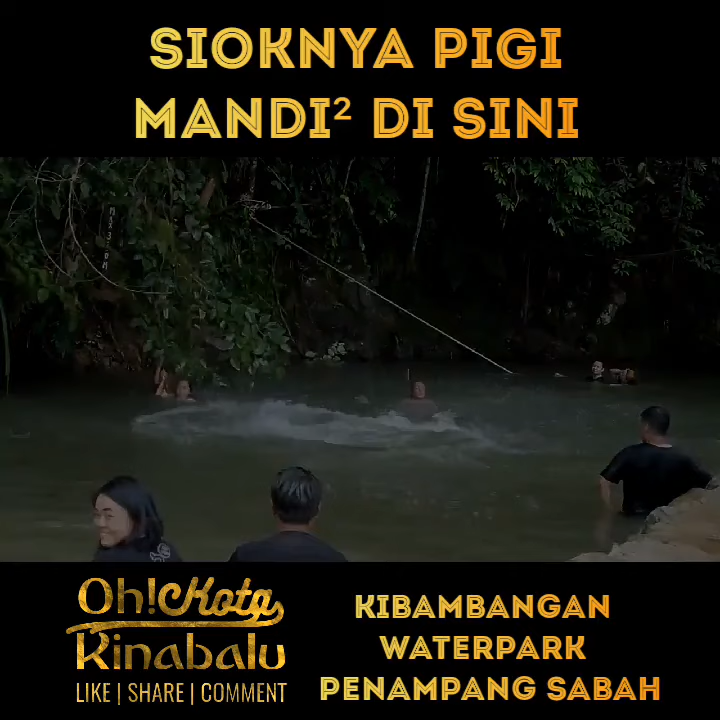 SIOKNYA PIGI
MANDI² DI SINI
Oh! Kota
Kinabalu
LIKE | SHARE | COMMENT
KIBAMBANGAN
WATERPARK
PENAMPANG SABAH